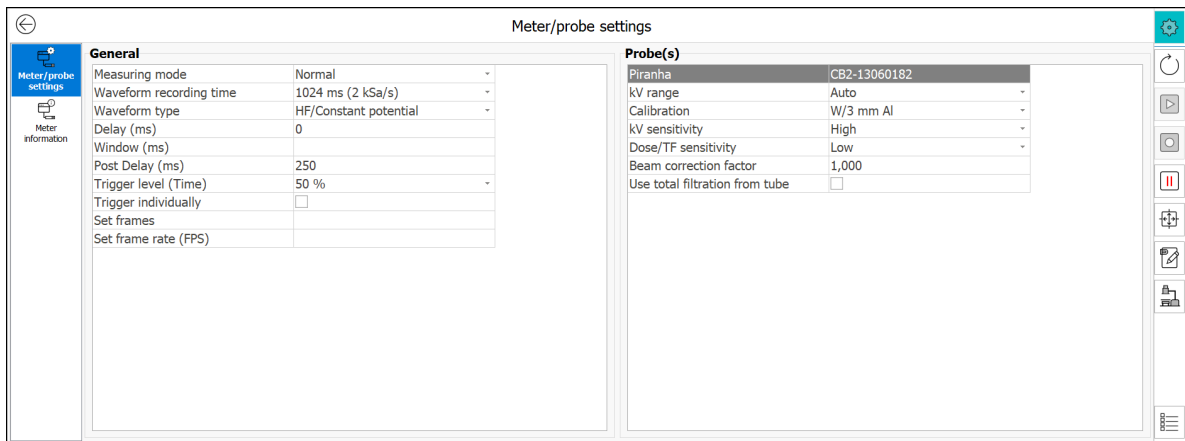 Meter/probe settings
Meter/probe
settings
Meter
information
General
Measuring mode Normal
Waveform recording time 1024 ms (2 kSa/s)
Waveform type HF/Constant potential
Delay (ms) 0
Window (ms)
Post Delay (ms) 250
Trigger level (Time) 50 %
Trigger individually
Set frames
Set frame rate (FPS)
Probe(s)
Piranha CB2-13060182
kV range Auto
Calibration W/3 mm Al
kV sensitivity High
Dose/TF sensitivity Low
Beam correction factor 1,000
Use total filtration from tube